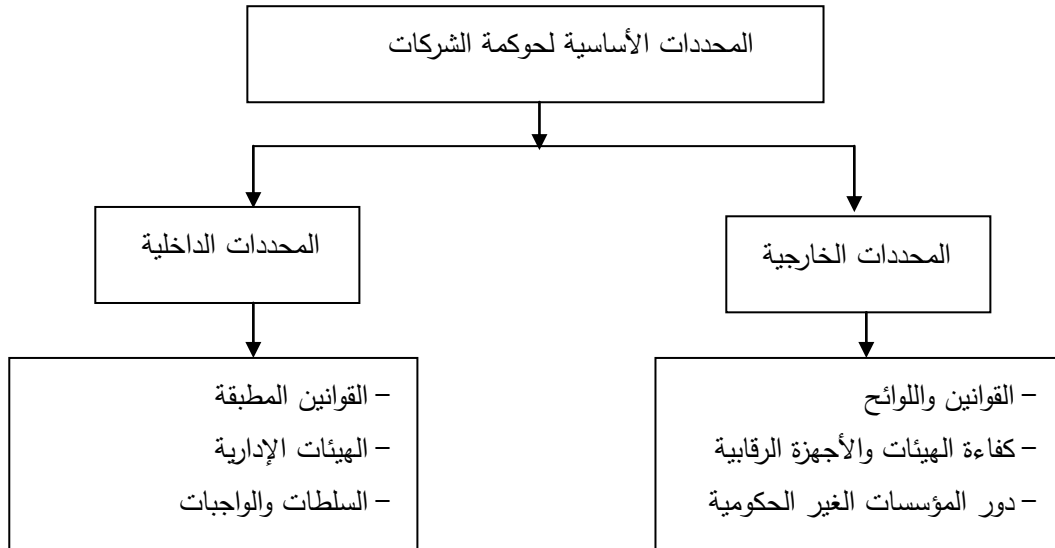 المحددات الأساسية لحوكمة الشركات
المحددات الخارجية
المحددات الداخلية
– القوانين واللوائح
– كفاءة الهيئات والأجهزة الرقابية
– دور المؤسسات الغير الحكومية
– القوانين المطبقة
– الهيئات الإدارية
– السلطات والواجبات